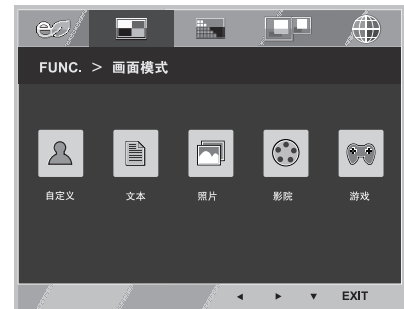 FUNC. > 画面模式
自定义 文本 照片 影院 游戏
◄ ► ▼ EXIT